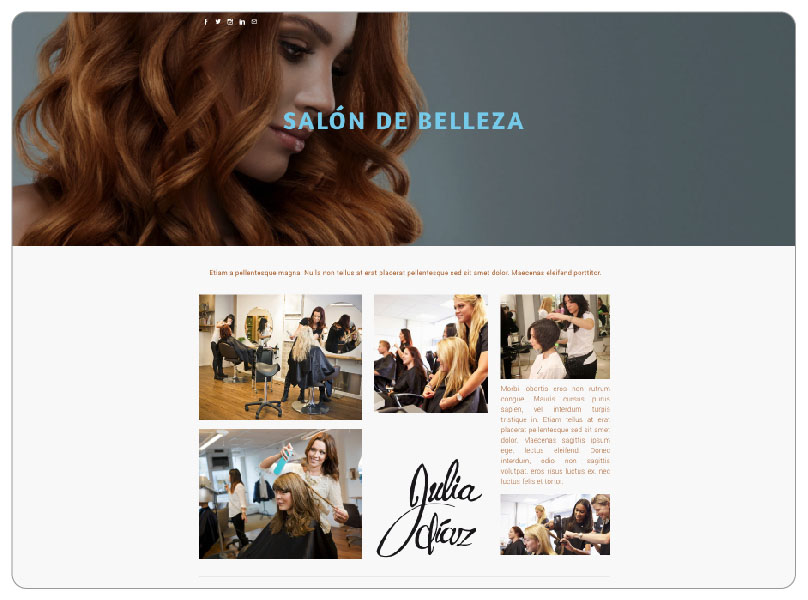 SALÓN DE BELLEZA
Etiam a pellentesque magna. Nulla non tellus at erat placerat pellentesque sed sit amet dolor. Maecenas eleifend porttitor.
Morbi lobortis eros non rutrum
congue. Mauris cursus purus
sapien, vel interdum turpis
tristique in. Etiam tellus at erat
placerat pellentesque sed sit amet
dolor. Maecenas sagittis ipsum
eget lectus eleifend. Donec
interdum, odio non sagittis
volutpat, eros risus luctus ex, nec
luctus felis et tortor.
Julia
díaz